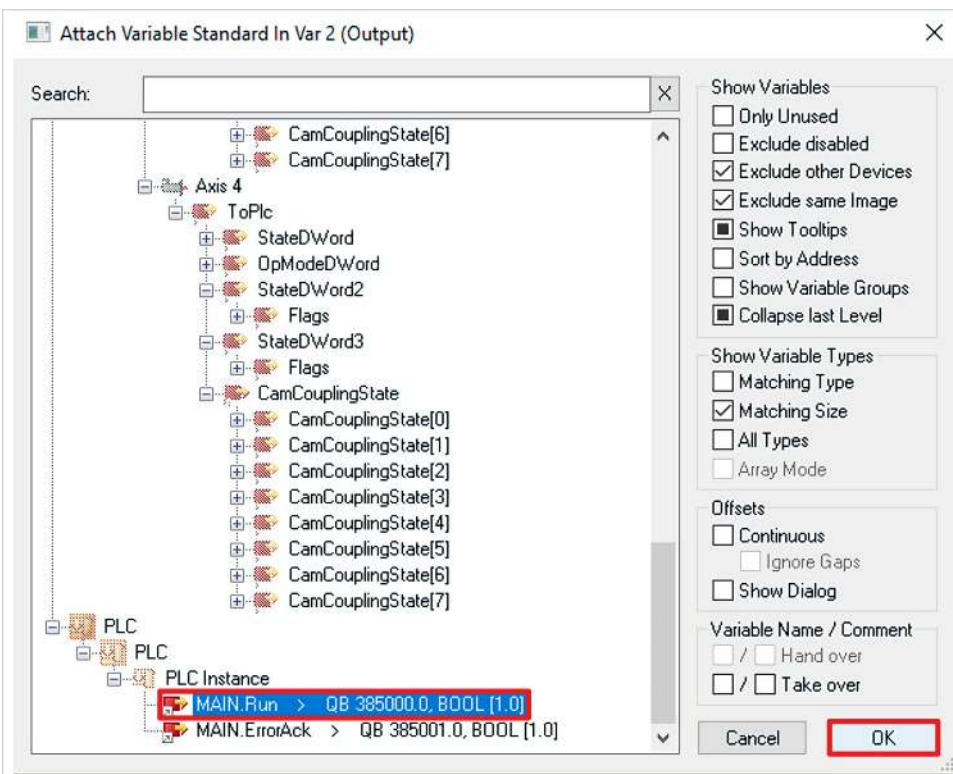 Attach Variable Standard In Var 2 (Output)
Search:
CamCouplingState[6]
CamCouplingState[7]
Axis 4
ToPlc
StateDWord
OpModeDWord
StateDWord2
Flags
StateDWord3
Flags
CamCouplingState
CamCouplingState[0]
CamCouplingState[1]
CamCouplingState[2]
CamCouplingState[3]
CamCouplingState[4]
CamCouplingState[5]
CamCouplingState[6]
CamCouplingState[7]
PLC
PLC
PLC Instance
MAIN.Run > QB 385000.0, BOOL [1.0]
MAIN.ErrorAck > QB 385001.0, BOOL [1.0]
Show Variables
Only Unused
Exclude disabled
Exclude other Devices
Exclude same Image
Show Tooltips
Sort by Address
Show Variable Groups
Collapse last Level
Show Variable Types
Matching Type
Matching Size
All Types
Array Mode
Offsets
Continuous
Ignore Gaps
Show Dialog
Variable Name / Comment
/ Hand over
/ Take over
Cancel
OK